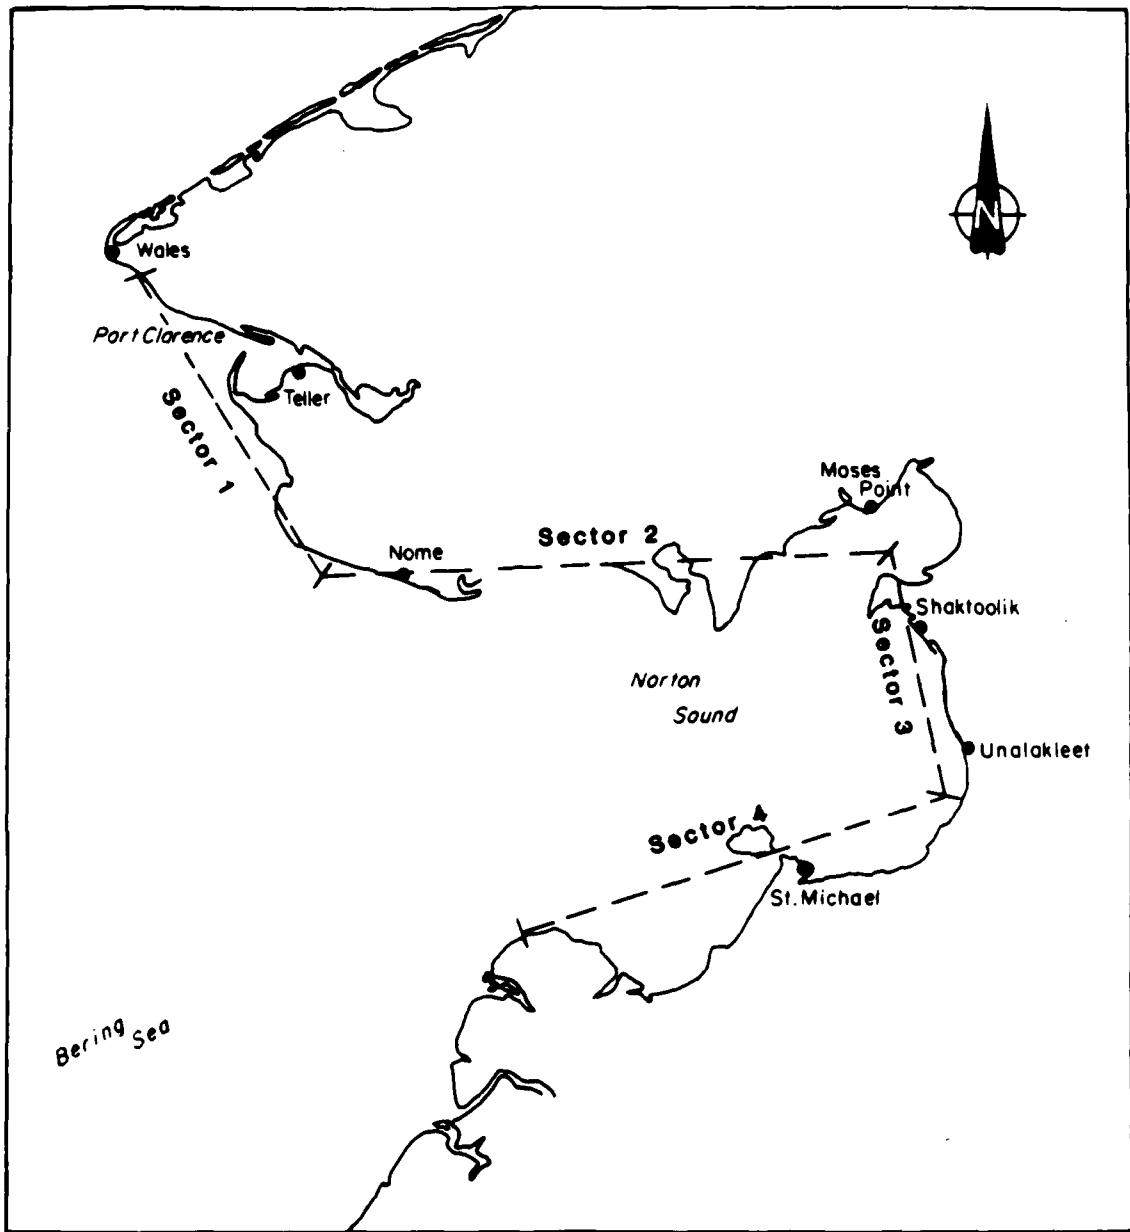 N
Wales
Port Clarence
Teller
Sector 1
Moses
Point
Sector 2
Nome
Shaktoolik
Sector 3
Norton
Sound
Unalakleet
Sector 4
St. Michael
Bering
Sea